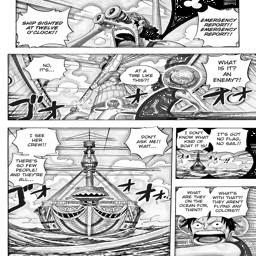 EMERGENCY
REPORT!!
EMERGENCY
REPORT!!
SHIP SIGHTED
AT TWELVE
O'CLOCK!!
WHAT
IS IT?
AN
ENEMY?!
AT A
TIME LIKE
THIS?!
NO,
IT'S...
IT'S GOT
NO FLAG,
NO SAIL!!
I DON'T
KNOW WHAT
KIND OF
BOAT IT IS!
DON'T
ASK ME!!
WAIT...
I SEE
HER
CREW!!
THERE'S
SO FEW
PEOPLE!
AND
THEY'RE
ALL...
WHAT'S
WITH THAT?!
THEY AREN'T
FLYING ANY
COLORS?!
WHAT
ARE THEY
ON THE
OCEAN FOR,
THEN?!